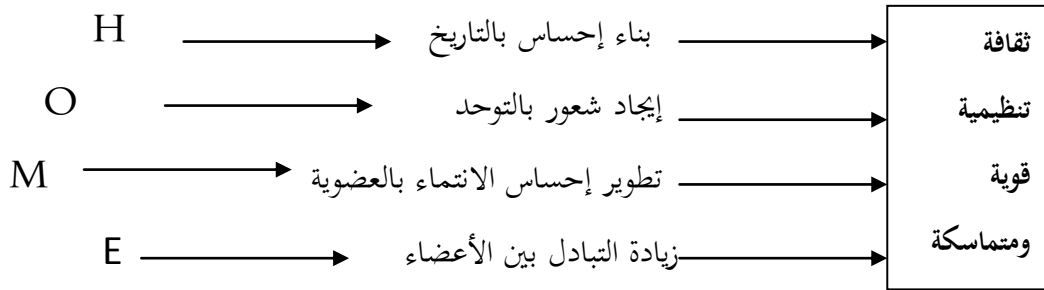 H بناء إحساس بالتاريخ ثقافة
O إيجاد شعور بالتوحد تنظيمية
M تطوير إحساس الانتماء بالعضوية قوية
E زيادة التبادل بين الأعضاء ومتماسكة